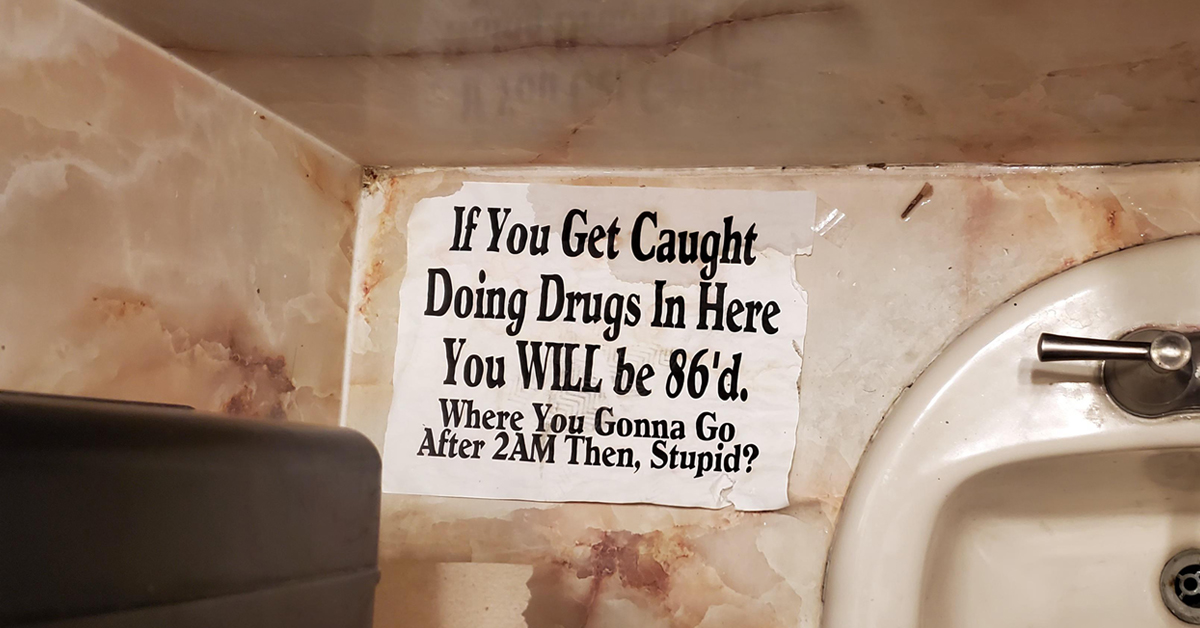 If You Get Caught
Doing Drugs In Here
You WILL be 86'd.
Where You Gonna Go
After 2AM Then, Stupid?